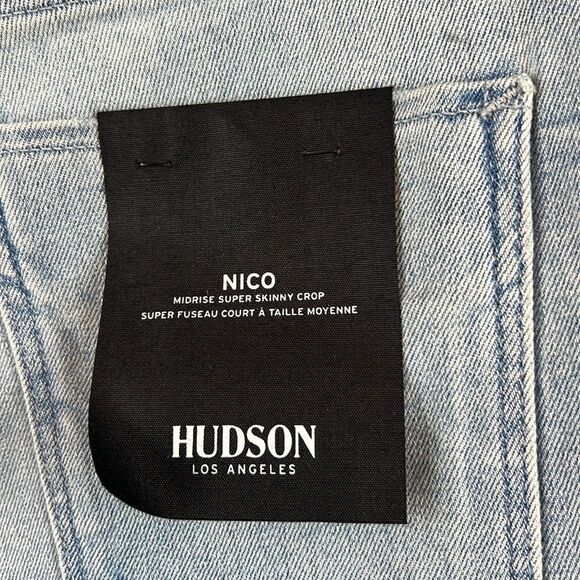 NICO
MIDRISE SUPER SKINNY CROP
SUPER FUSEAU COURT À TAILLE MOYENNE
HUDSON
LOS ANGELES